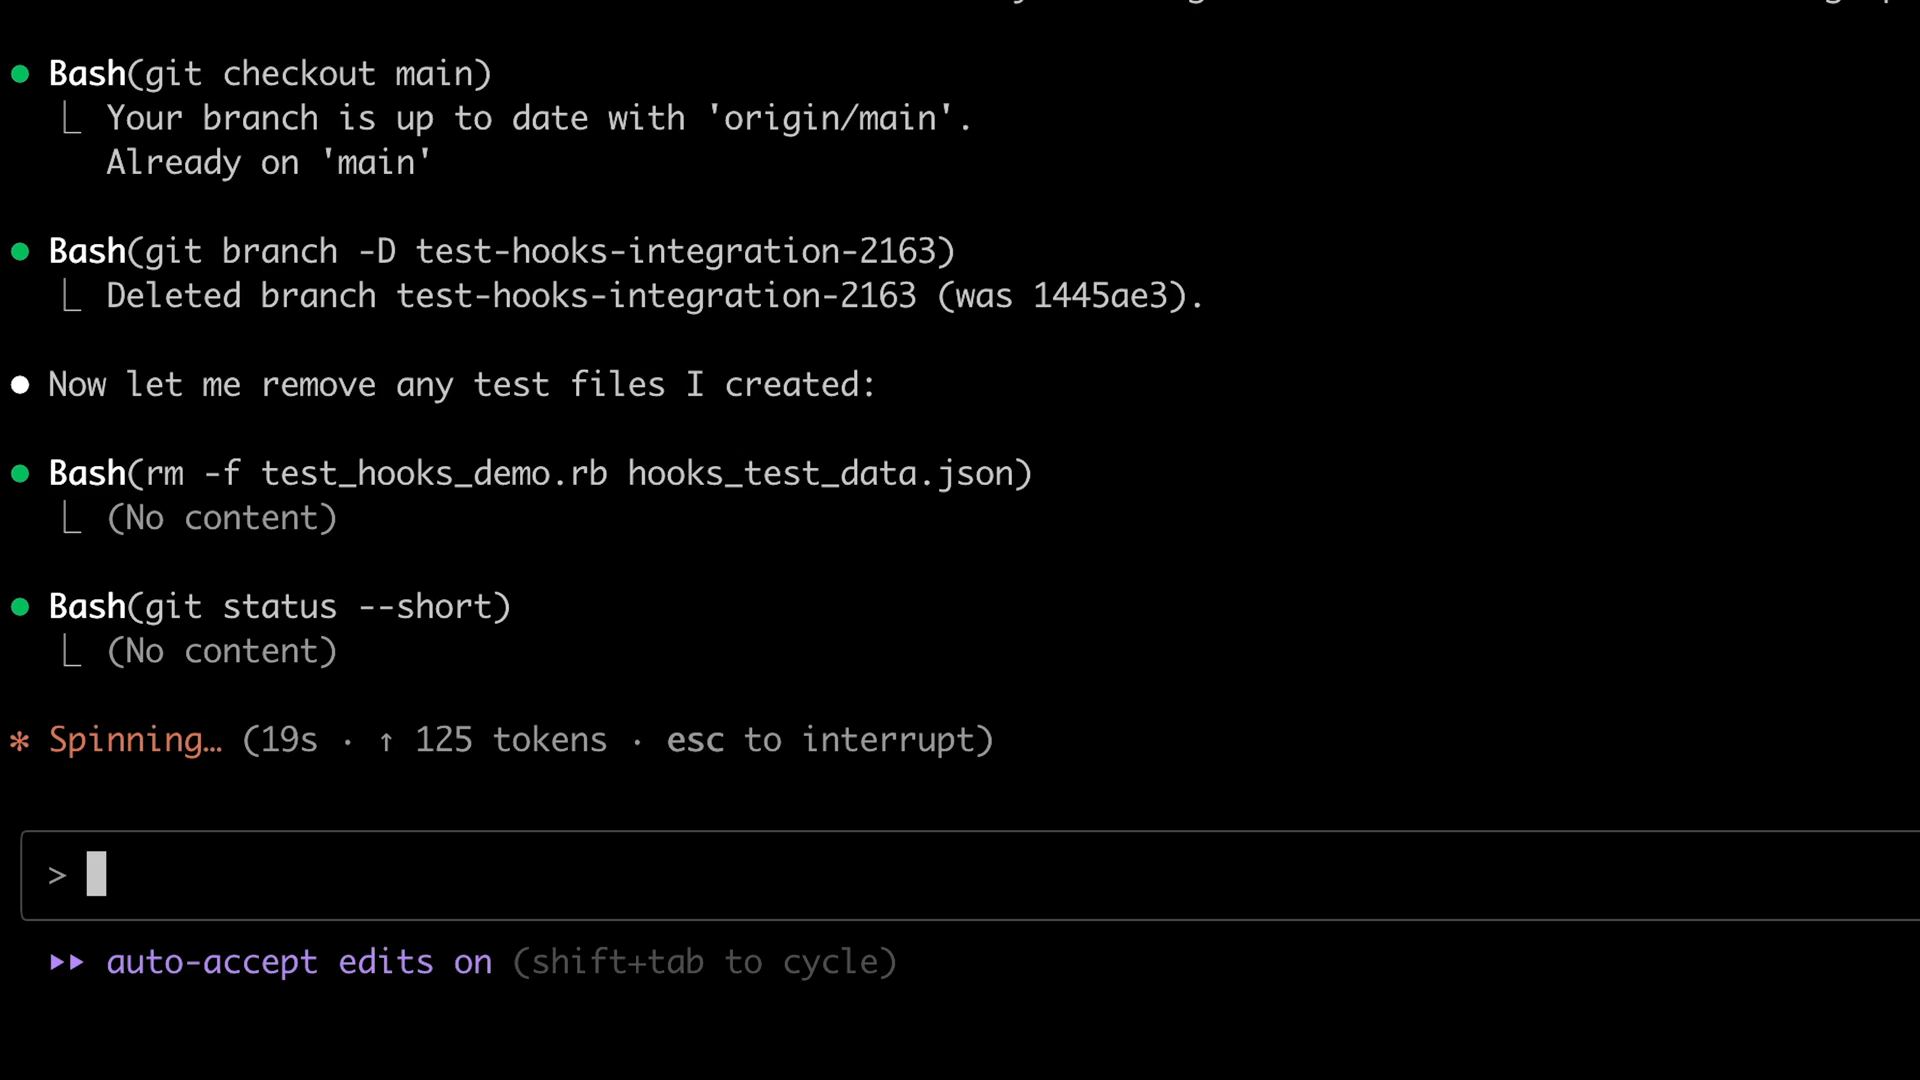 ● Bash(git checkout main)
⎿ Your branch is up to date with 'origin/main'.
Already on 'main'
● Bash(git branch -D test-hooks-integration-2163)
⎿ Deleted branch test-hooks-integration-2163 (was 1445ae3).
● Now let me remove any test files I created:
● Bash(rm -f test_hooks_demo.rb hooks_test_data.json)
⎿ (No content)
● Bash(git status --short)
⎿ (No content)
✻ Spinning… (19s · ↑ 125 tokens · esc to interrupt)
>
⏵⏵ auto-accept edits on (shift+tab to cycle)